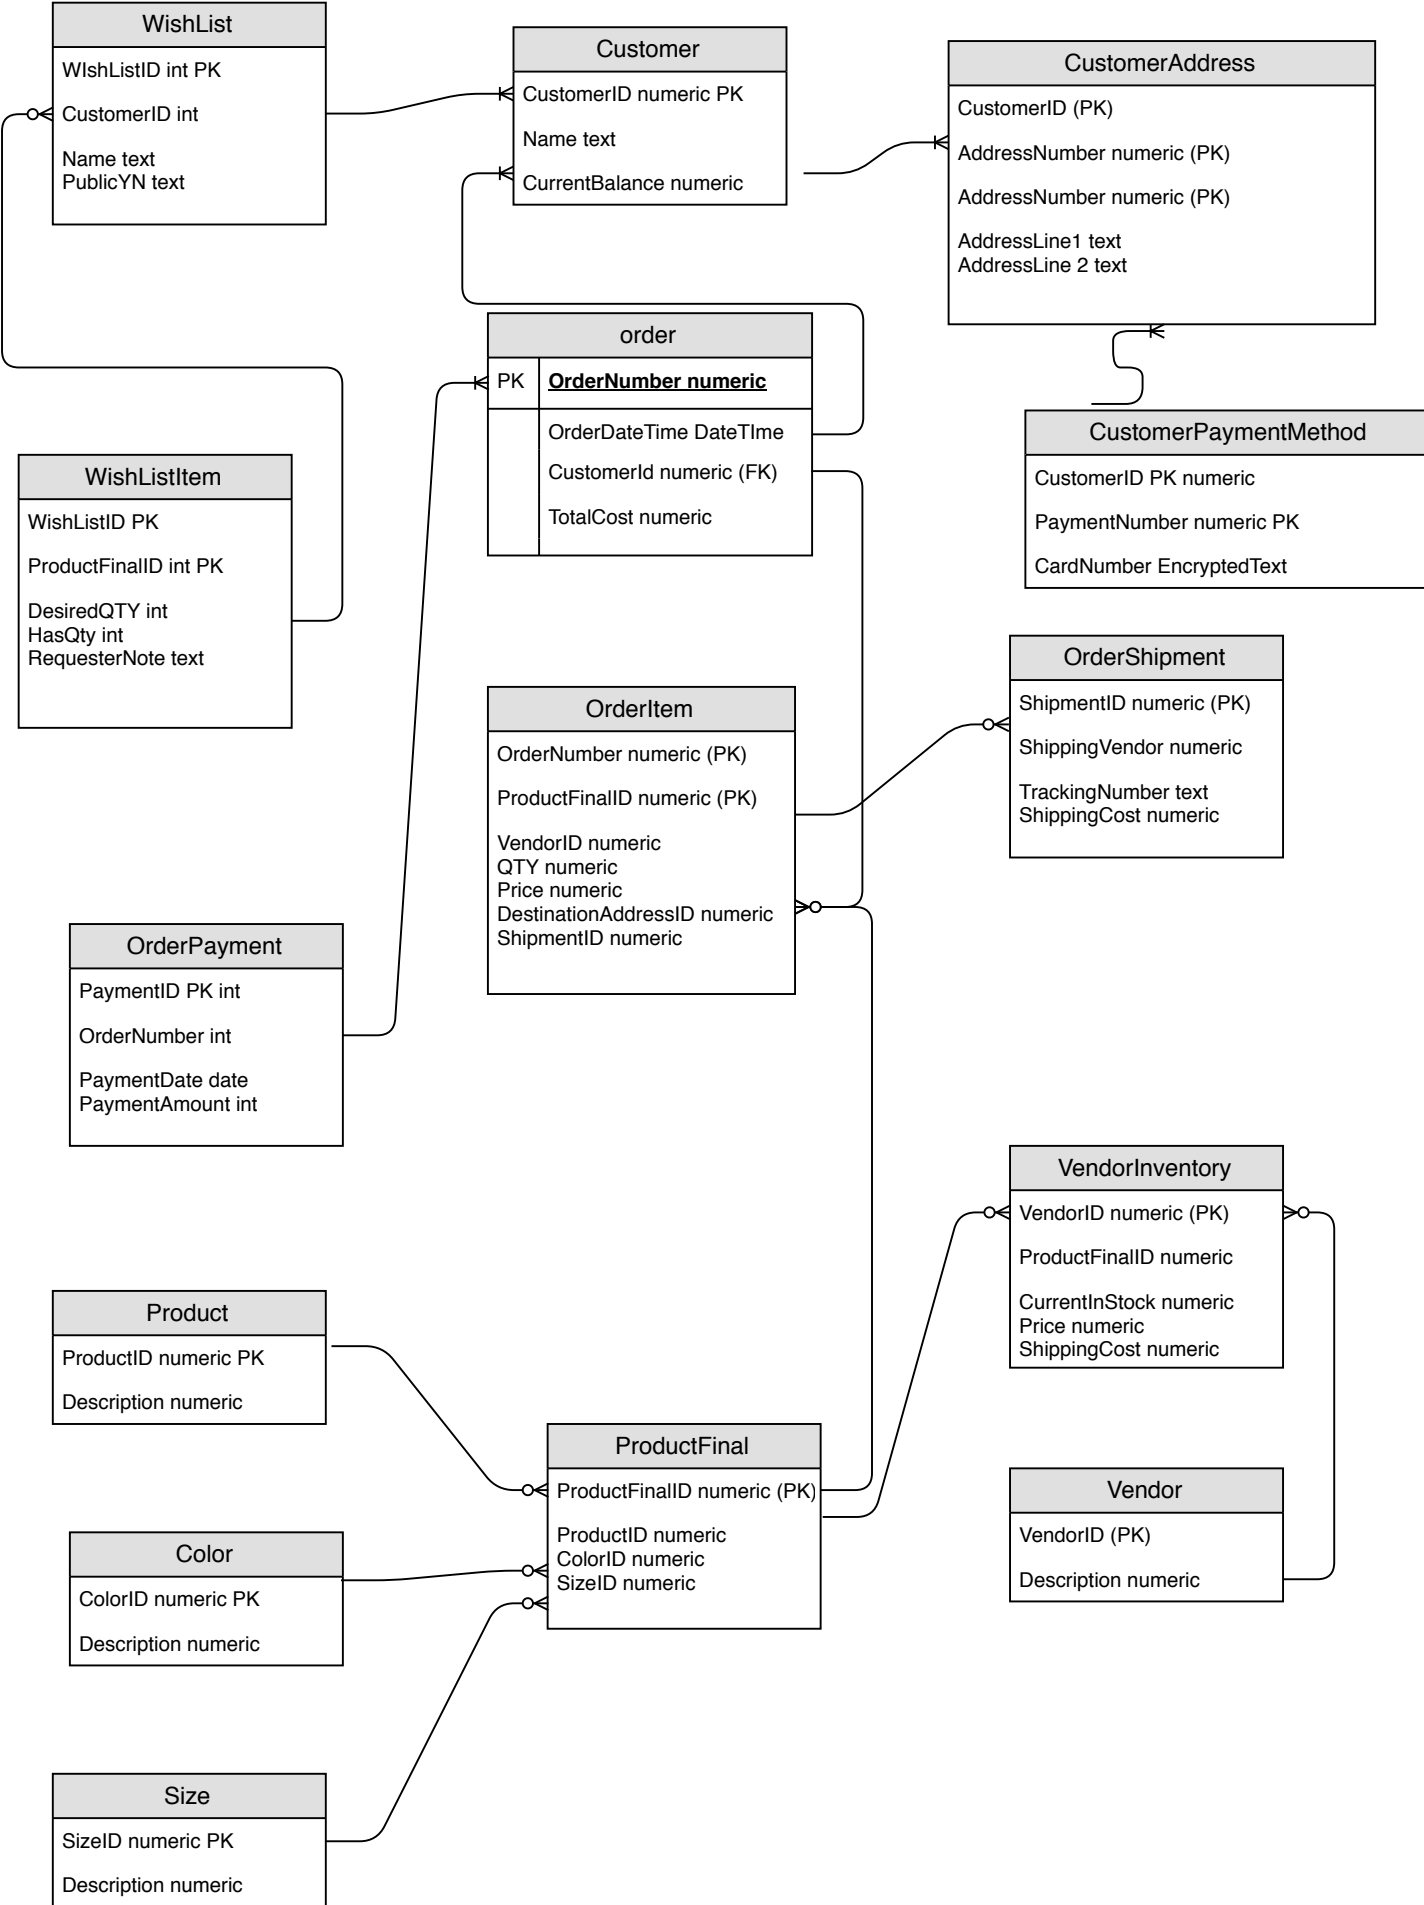 WishList
WIshListID int PK
CustomerID int
Name text
PublicYN text
Customer
CustomerID numeric PK
Name text
CurrentBalance numeric
CustomerAddress
CustomerID (PK)
AddressNumber numeric (PK)
AddressNumber numeric (PK)
AddressLine1 text
AddressLine 2 text
order
PK
OrderNumber numeric
OrderDateTime DateTIme
CustomerId numeric (FK)
TotalCost numeric
CustomerPaymentMethod
CustomerID PK numeric
PaymentNumber numeric PK
CardNumber EncryptedText
WishListItem
WishListID PK
ProductFinalID int PK
DesiredQTY int
HasQty int
RequesterNote text
OrderItem
OrderNumber numeric (PK)
ProductFinalID numeric (PK)
VendorID numeric
QTY numeric
Price numeric
DestinationAddressID numeric
ShipmentID numeric
OrderShipment
ShipmentID numeric (PK)
ShippingVendor numeric
TrackingNumber text
ShippingCost numeric
OrderPayment
PaymentID PK int
OrderNumber int
PaymentDate date
PaymentAmount int
VendorInventory
VendorID numeric (PK)
ProductFinalID numeric
CurrentInStock numeric
Price numeric
ShippingCost numeric
Product
ProductID numeric PK
Description numeric
ProductFinal
ProductFinalID numeric (PK)
ProductID numeric
ColorID numeric
SizeID numeric
Vendor
VendorID (PK)
Description numeric
Color
ColorID numeric PK
Description numeric
Size
SizeID numeric PK
Description numeric